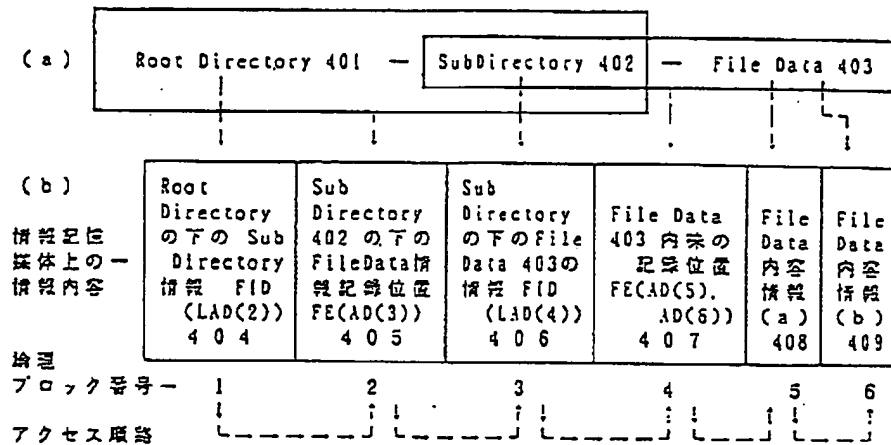 (a) Root Directory 401 — SubDirectory 402 — File Data 403
(b)
情報記憶
媒体上の
情報内容
Root
Directory
の下の Sub
Directory
情報 FID
(LAD(2))
404
Sub
Directory
402 の下の
FileData情
報記録位置
FE(AD(3))
405
Sub
Directory
の下のFile
Data 403の
情報 FID
(LAD(4))
406
File Data
403 内容の
記録位置
FE(AD(5),
AD(6))
407
File
Data
内容
情報
(a)
408
File
Data
内容
情報
(b)
409
論理
ブロック番号 1 2 3 4 5 6
アクセス順路